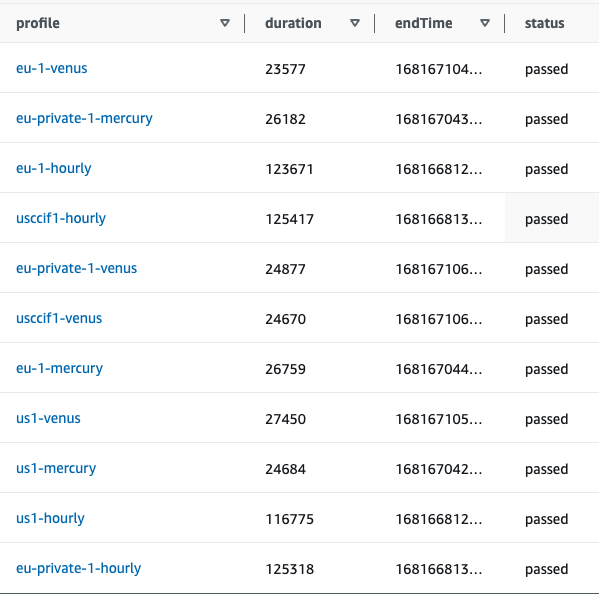 profile duration endTime status
eu-1-venus 23577 168167104... passed
eu-private-1-mercury 26182 168167043... passed
eu-1-hourly 123671 168166812... passed
usccif1-hourly 125417 168166813... passed
eu-private-1-venus 24877 168167106... passed
usccif1-venus 24670 168167106... passed
eu-1-mercury 26759 168167044... passed
us1-venus 27450 168167105... passed
us1-mercury 24684 168167042... passed
us1-hourly 116775 168166812... passed
eu-private-1-hourly 125318 168166813... passed